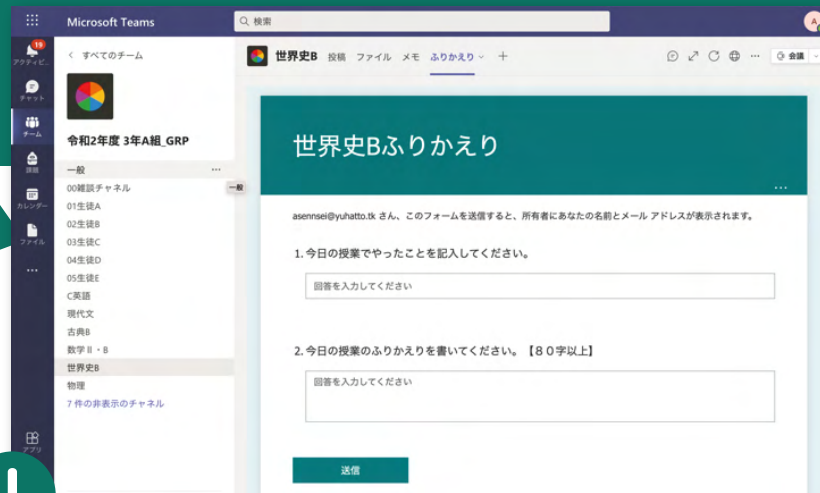 Microsoft Teams
検索
A
19
アクティビ...
チャット
チーム
課題
カレンダー
ファイル
アプリ
すべてのチーム
令和2年度 3年A組_GRP
一般
00雑談チャネル
01生徒A
02生徒B
03生徒C
04生徒D
05生徒E
C英語
現代文
古典B
数学Ⅱ・B
世界史B
物理
7 件の非表示のチャネル
一般
世界史B 投稿 ファイル メモ ふりかえり
会議
世界史Bふりかえり
asennsei@yuhatto.tk さん、このフォームを送信すると、所有者にあなたの名前とメール アドレスが表示されます。
1. 今日の授業でやったことを記入してください。
回答を入力してください
2. 今日の授業のふりかえりを書いてください。【８０字以上】
回答を入力してください
送信